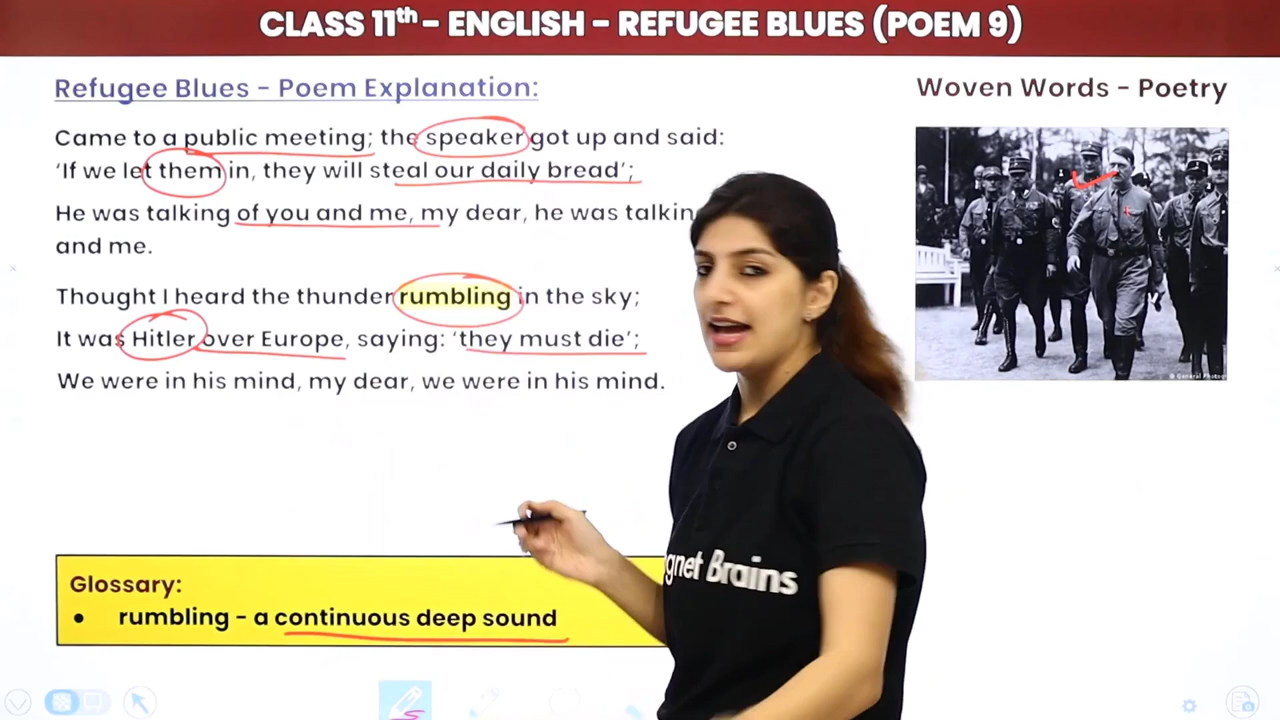 CLASS 11th – ENGLISH – REFUGEE BLUES (POEM 9)
Refugee Blues – Poem Explanation:
Woven Words – Poetry
Came to a public meeting; the speaker got up and said:
‘If we let them in, they will steal our daily bread’;
He was talking of you and me, my dear, he was talkin
and me.
Thought I heard the thunder rumbling in the sky;
It was Hitler over Europe, saying: ‘they must die’;
We were in his mind, my dear, we were in his mind.
© General Photog
Glossary:
● rumbling – a continuous deep sound
gnet Brains